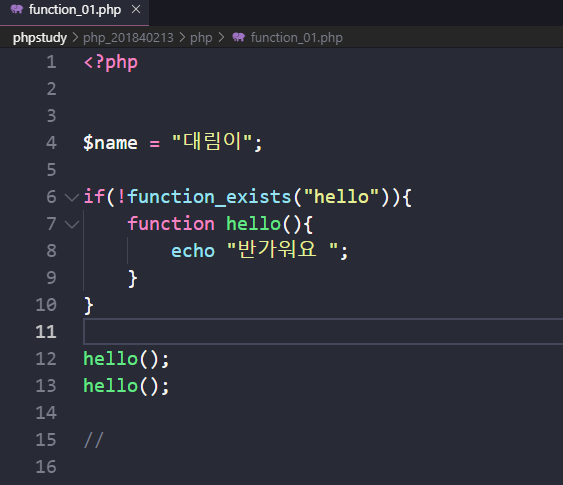 function_01.php ×
phpstudy > php_201840213 > php > function_01.php
1 <?php
2
3
4 $name = "대림이";
5
6 if(!function_exists("hello")){
7 function hello(){
8 echo "반가워요 ";
9 }
10 }
11
12 hello();
13 hello();
14
15 //
16